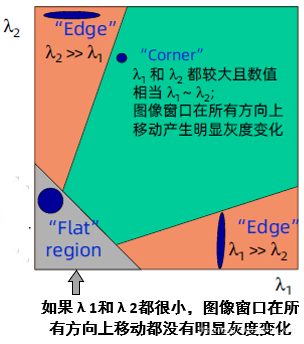 λ2
“Edge”
λ2 >> λ1
“Corner”
λ1 和 λ2 都较大且数值
相当 λ1 ~ λ2;
图像窗口在所有方向上
移动产生明显灰度变化
“Flat”
region
“Edge”
λ1 >> λ2
λ1
如果λ1和λ2都很小，图像窗口在所
有方向上移动都没有明显灰度变化